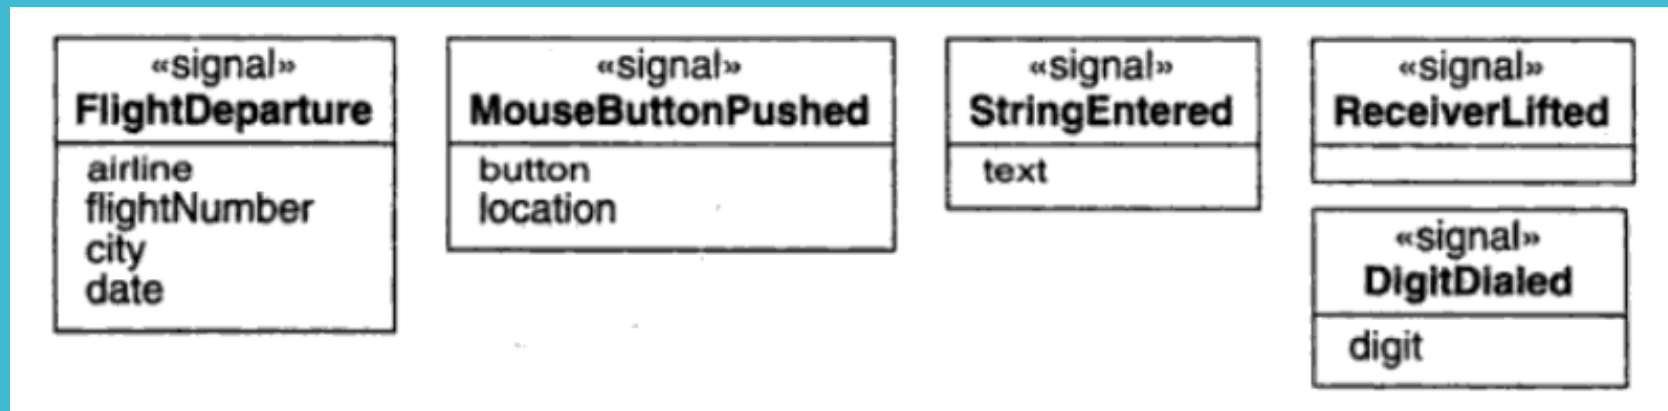 «signal»
FlightDeparture
airline
flightNumber
city
date
«signal»
MouseButtonPushed
button
location
«signal»
StringEntered
text
«signal»
ReceiverLifted
«signal»
DigitDialed
digit